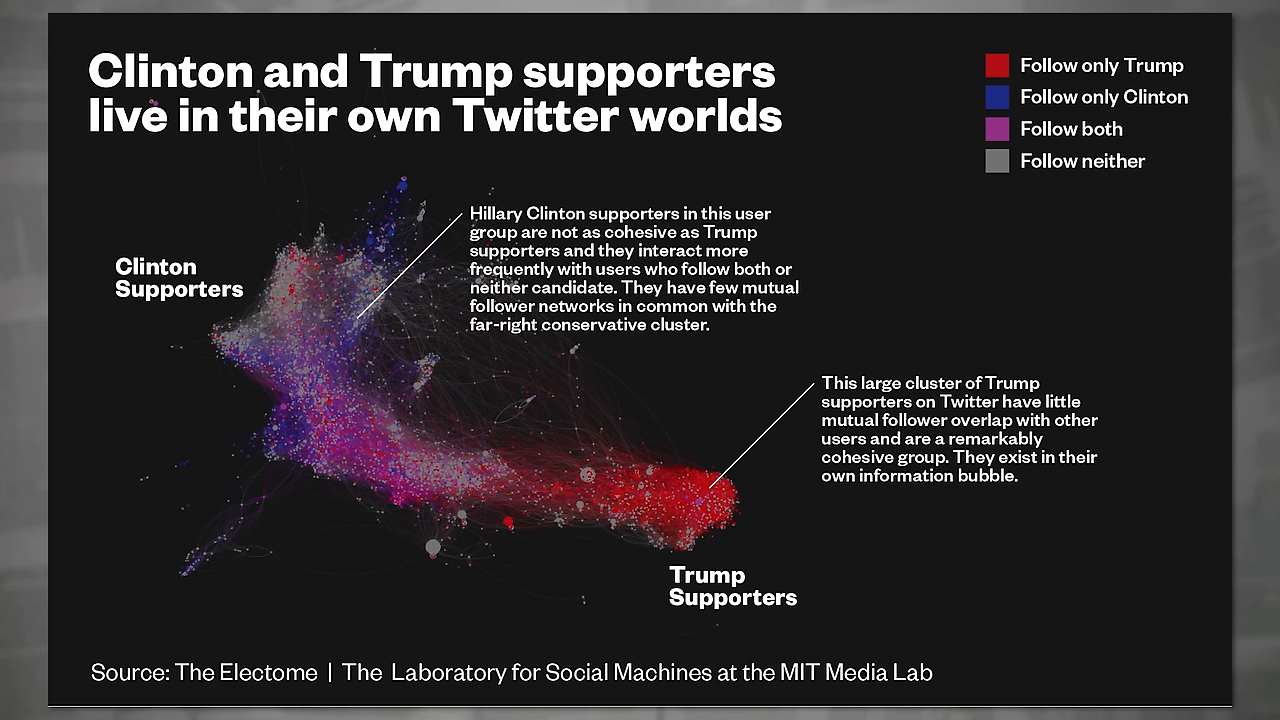 Clinton and Trump supporters
live in their own Twitter worlds
Follow only Trump
Follow only Clinton
Follow both
Follow neither
Hillary Clinton supporters in this user
group are not as cohesive as Trump
supporters and they interact more
frequently with users who follow both or
neither candidate. They have few mutual
follower networks in common with the
far-right conservative cluster.
Clinton
Supporters
This large cluster of Trump
supporters on Twitter have little
mutual follower overlap with other
users and are a remarkably
cohesive group. They exist in their
own information bubble.
Trump
Supporters
Source: The Electome | The Laboratory for Social Machines at the MIT Media Lab